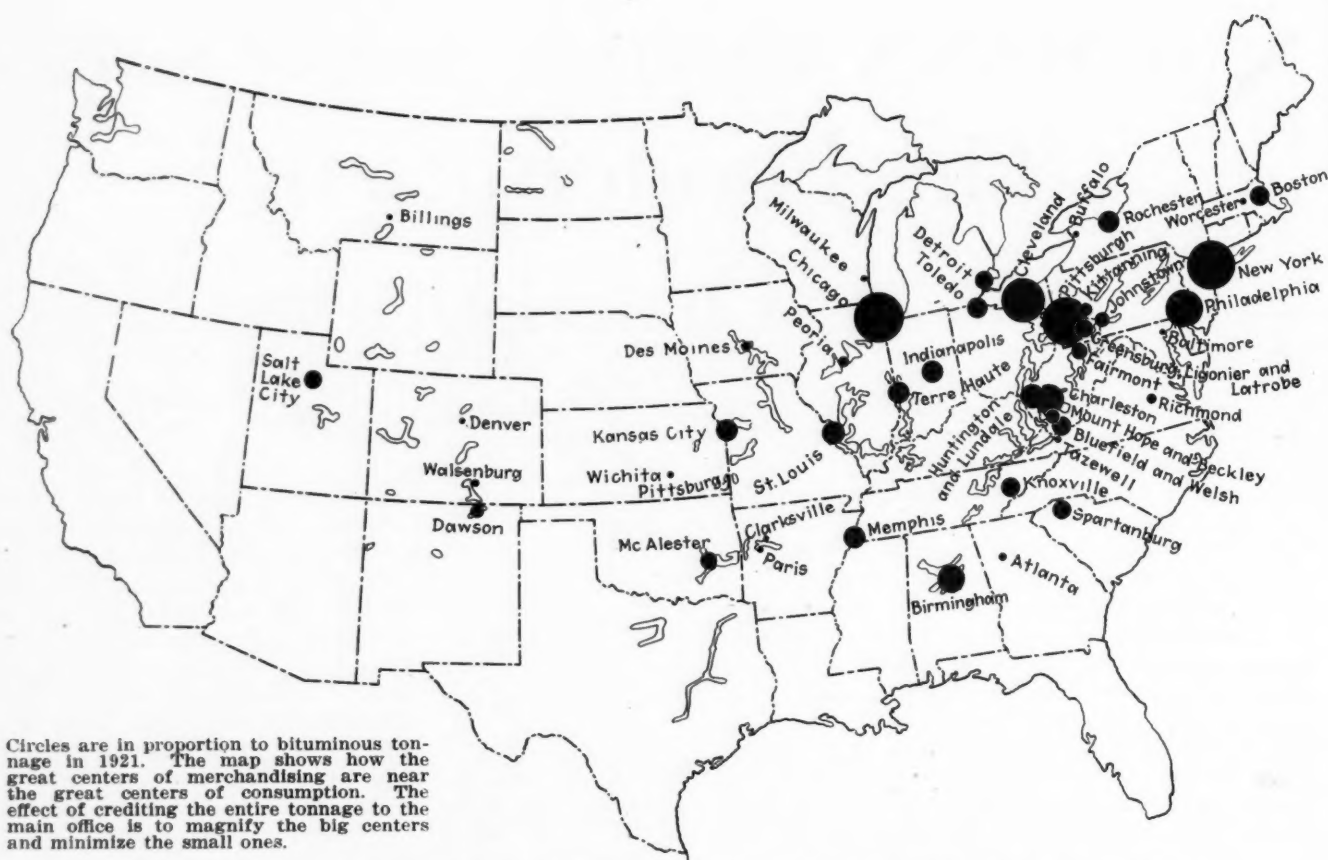 Billings
Salt
Lake
City
Denver
Walsenburg
Dawson
Des Moines
Kansas City
Wichita
Pittsburg
McAlester
Clarksville
Paris
St. Louis
Memphis
Milwaukee
Chicago
Peoria
Detroit
Toledo
Indianapolis
Terre Haute
Cleveland
Buffalo
Rochester
Worcester
Boston
New York
Philadelphia
Pittsburgh
Kittanning
Johnstown
Baltimore
Greensburg, Ligonier and
Latrobe
Fairmont
Richmond
Charleston
Mount Hope and Beckley
Bluefield and Welsh
Tazewell
Huntington
and Lundale
Knoxville
Spartanburg
Atlanta
Birmingham
Circles are in proportion to bituminous ton-
nage in 1921. The map shows how the
great centers of merchandising are near
the great centers of consumption. The
effect of crediting the entire tonnage to the
main office is to magnify the big centers
and minimize the small ones.